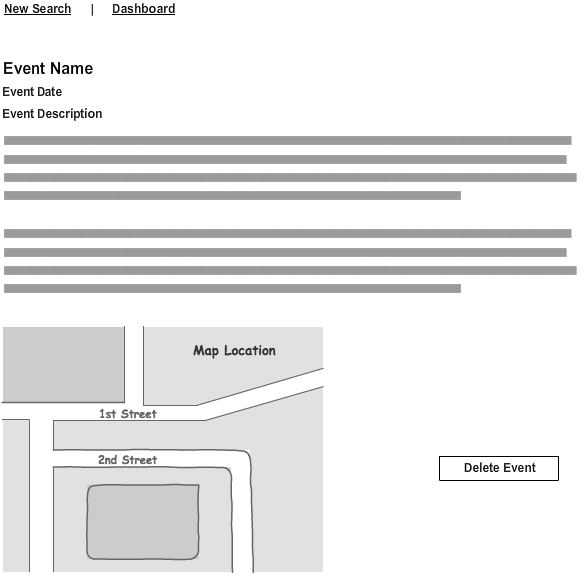 New Search | Dashboard
Event Name
Event Date
Event Description
Map Location
1st Street
2nd Street
Delete Event